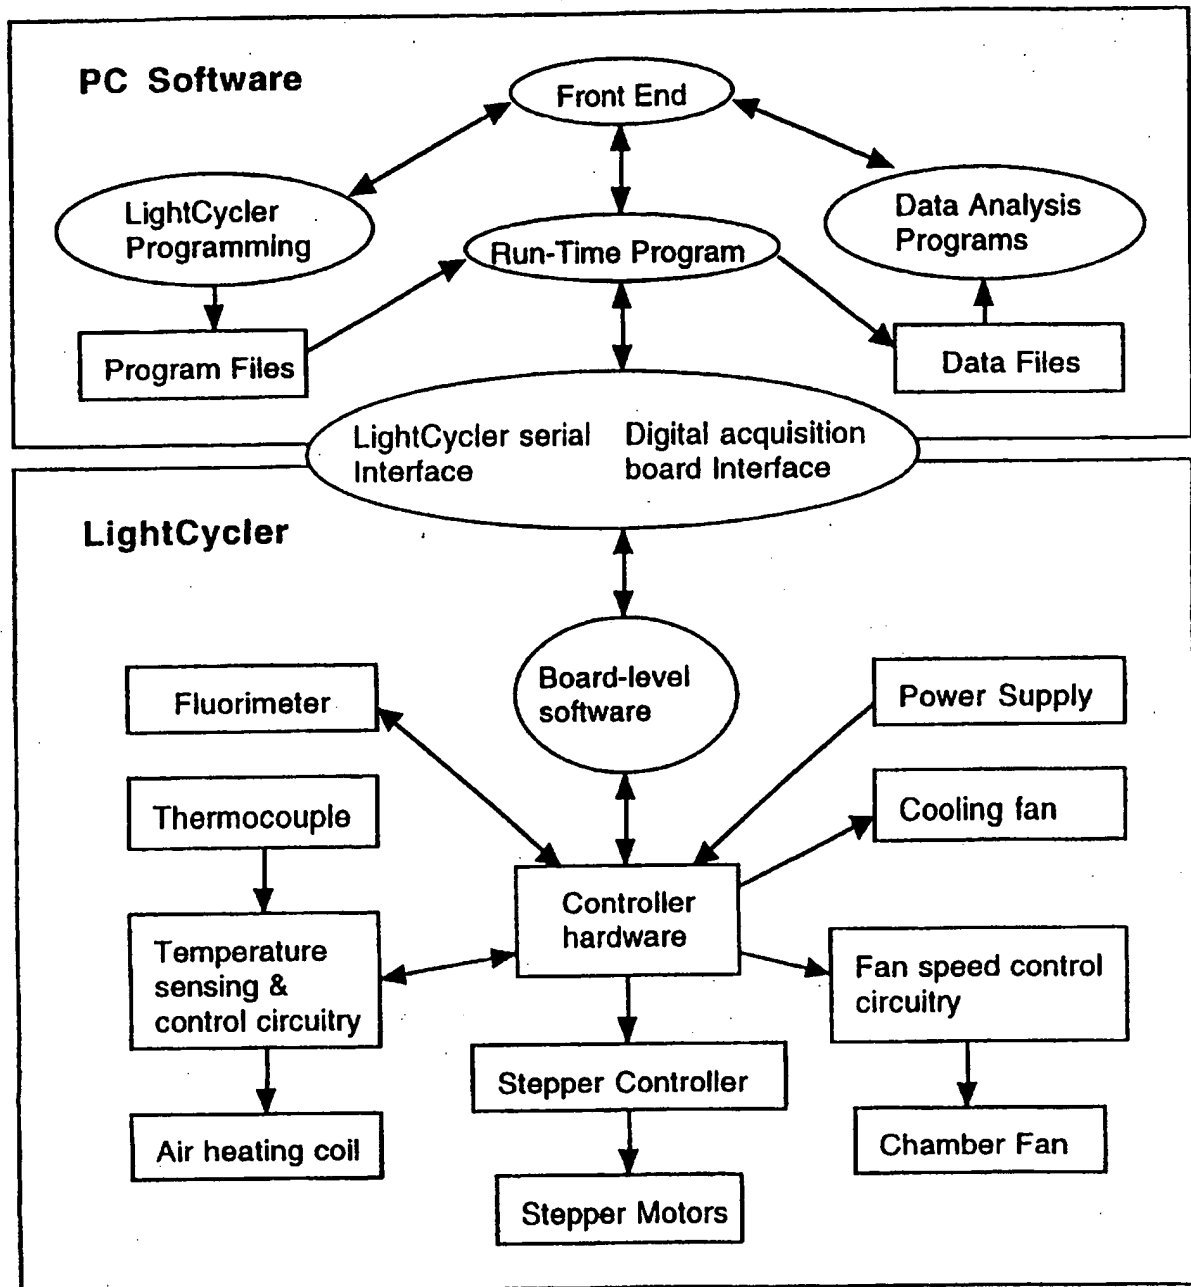 PC Software
Front End
LightCycler
Programming
Data Analysis
Programs
Run-Time Program
Program Files
Data Files
LightCycler serial
Interface
Digital acquisition
board Interface
LightCycler
Board-level
software
Fluorimeter
Power Supply
Thermocouple
Cooling fan
Controller
hardware
Temperature
sensing &
control circuitry
Fan speed control
circuitry
Stepper Controller
Air heating coil
Chamber Fan
Stepper Motors